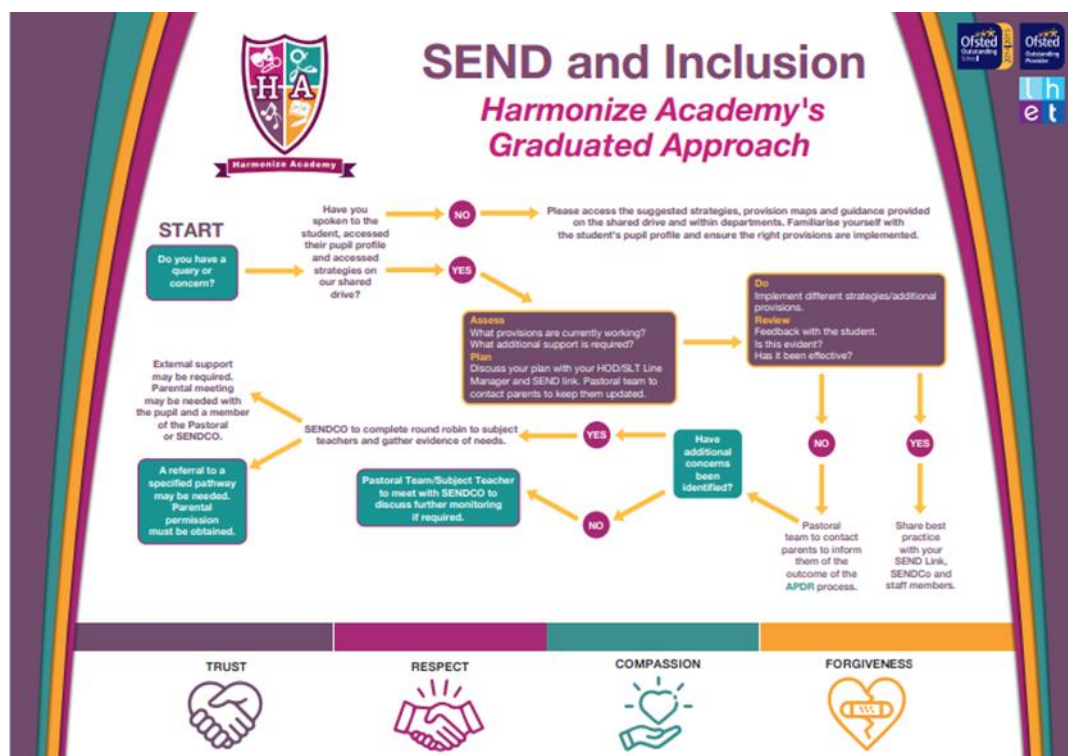 SEND and Inclusion
Harmonize Academy's
Graduated Approach
H A
Harmonize Academy
Ofsted
Outstanding
School
Ofsted
Outstanding
Provider
l h
e t
START
Do you have a
query or
concern?
Have you
spoken to the
student, accessed
their pupil profile
and accessed
strategies on
our shared
drive?
NO
Please access the suggested strategies, provision maps and guidance provided
on the shared drive and within departments. Familiarise yourself with
the student's pupil profile and ensure the right provisions are implemented.
YES
Assess
What provisions are currently working?
What additional support is required?
Plan
Discuss your plan with your HOD/SLT Line
Manager and SEND link. Pastoral team to
contact parents to keep them updated.
Do
Implement different strategies/additional
provisions.
Review
Feedback with the student.
Is this evident?
Has it been effective?
NO
YES
Pastoral
team to contact
parents to inform
them of the
outcome of the
APDR process.
Share best
practice
with your
SEND Link,
SENDCo and
staff members.
Have
additional
concerns
been
identified?
YES
SENDCO to complete round robin to subject
teachers and gather evidence of needs.
NO
Pastoral Team/Subject Teacher
to meet with SENDCO to
discuss further monitoring
if required.
External support
may be required.
Parental meeting
may be needed with
the pupil and a member
of the Pastoral
or SENDCO.
A referral to a
specified pathway
may be needed.
Parental
permission
must be obtained.
TRUST
RESPECT
COMPASSION
FORGIVENESS